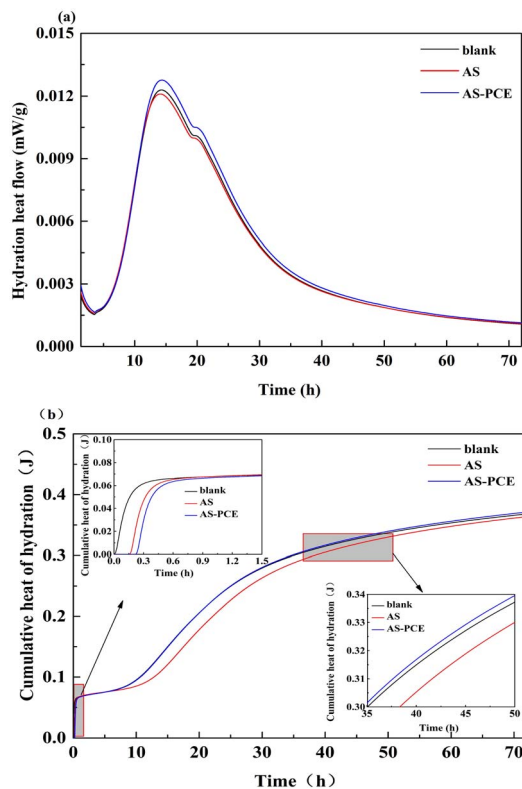 (a)
0.015
0.012
0.009
0.006
0.003
0.000
Hydration heat flow (mW/g)
blank
AS
AS-PCE
10 20 30 40 50 60 70
Time (h)
(b)
0.5
0.4
0.3
0.2
0.1
0.0
Cumulative heat of hydration (J)
blank
AS
AS-PCE
0.10
0.08
0.06
0.04
0.02
0.00
Cumulative heat of hydration (J)
blank
AS
AS-PCE
0.0 0.3 0.6 0.9 1.2 1.5
Time (h)
0.34
0.33
0.32
0.31
0.30
Cumulative heat of hydration (J)
blank
AS
AS-PCE
35 40 45 50
Time (h)
0 10 20 30 40 50 60 70
Time (h)